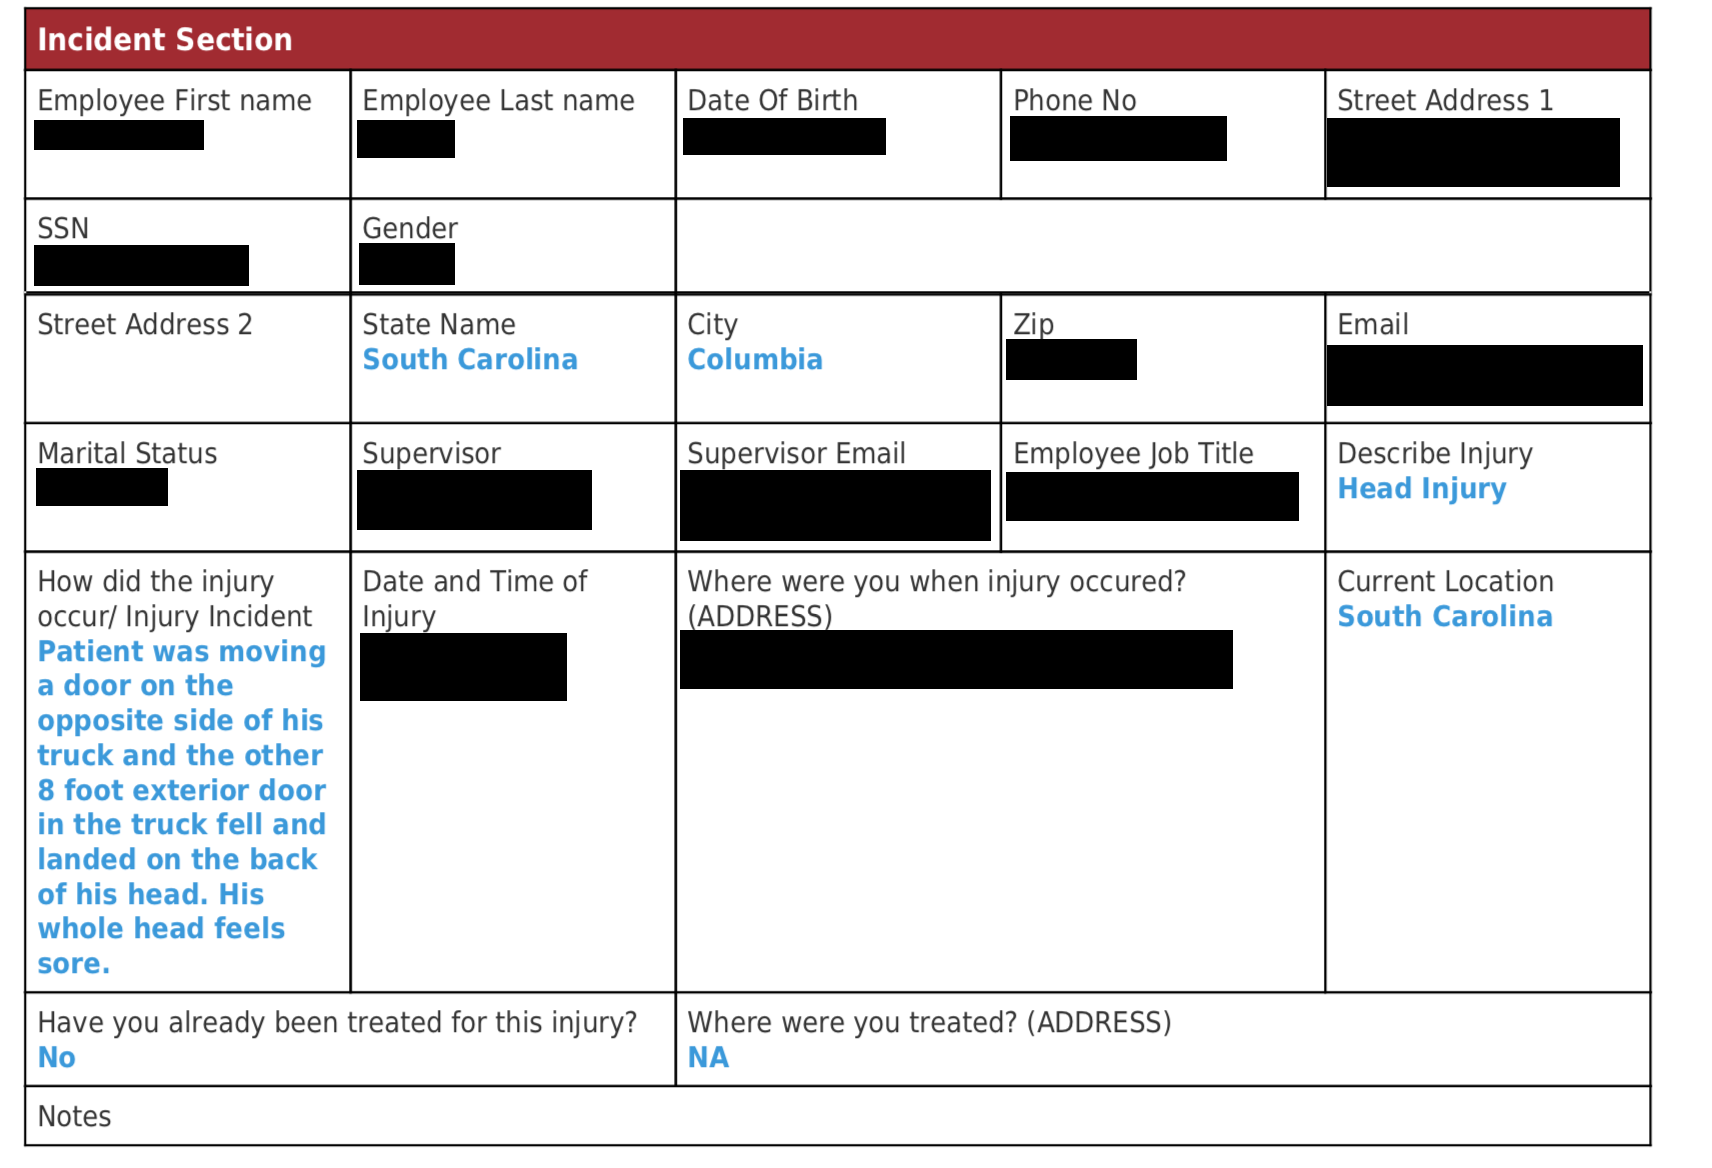 Incident Section
Employee First name
Employee Last name
Date Of Birth
Phone No
Street Address 1
SSN
Gender
Street Address 2
State Name
South Carolina
City
Columbia
Zip
Email
Marital Status
Supervisor
Supervisor Email
Employee Job Title
Describe Injury
Head Injury
How did the injury
occur/ Injury Incident
Patient was moving
a door on the
opposite side of his
truck and the other
8 foot exterior door
in the truck fell and
landed on the back
of his head. His
whole head feels
sore.
Date and Time of
Injury
Where were you when injury occured?
(ADDRESS)
Current Location
South Carolina
Have you already been treated for this injury?
No
Where were you treated? (ADDRESS)
NA
Notes